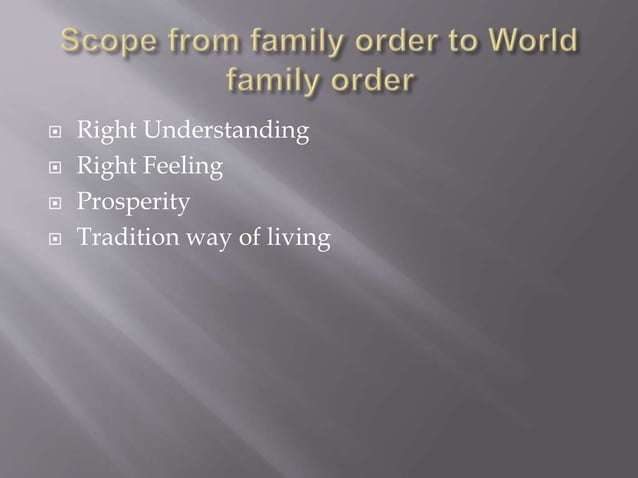 Scope from family order to World
family order
Right Understanding
Right Feeling
Prosperity
Tradition way of living